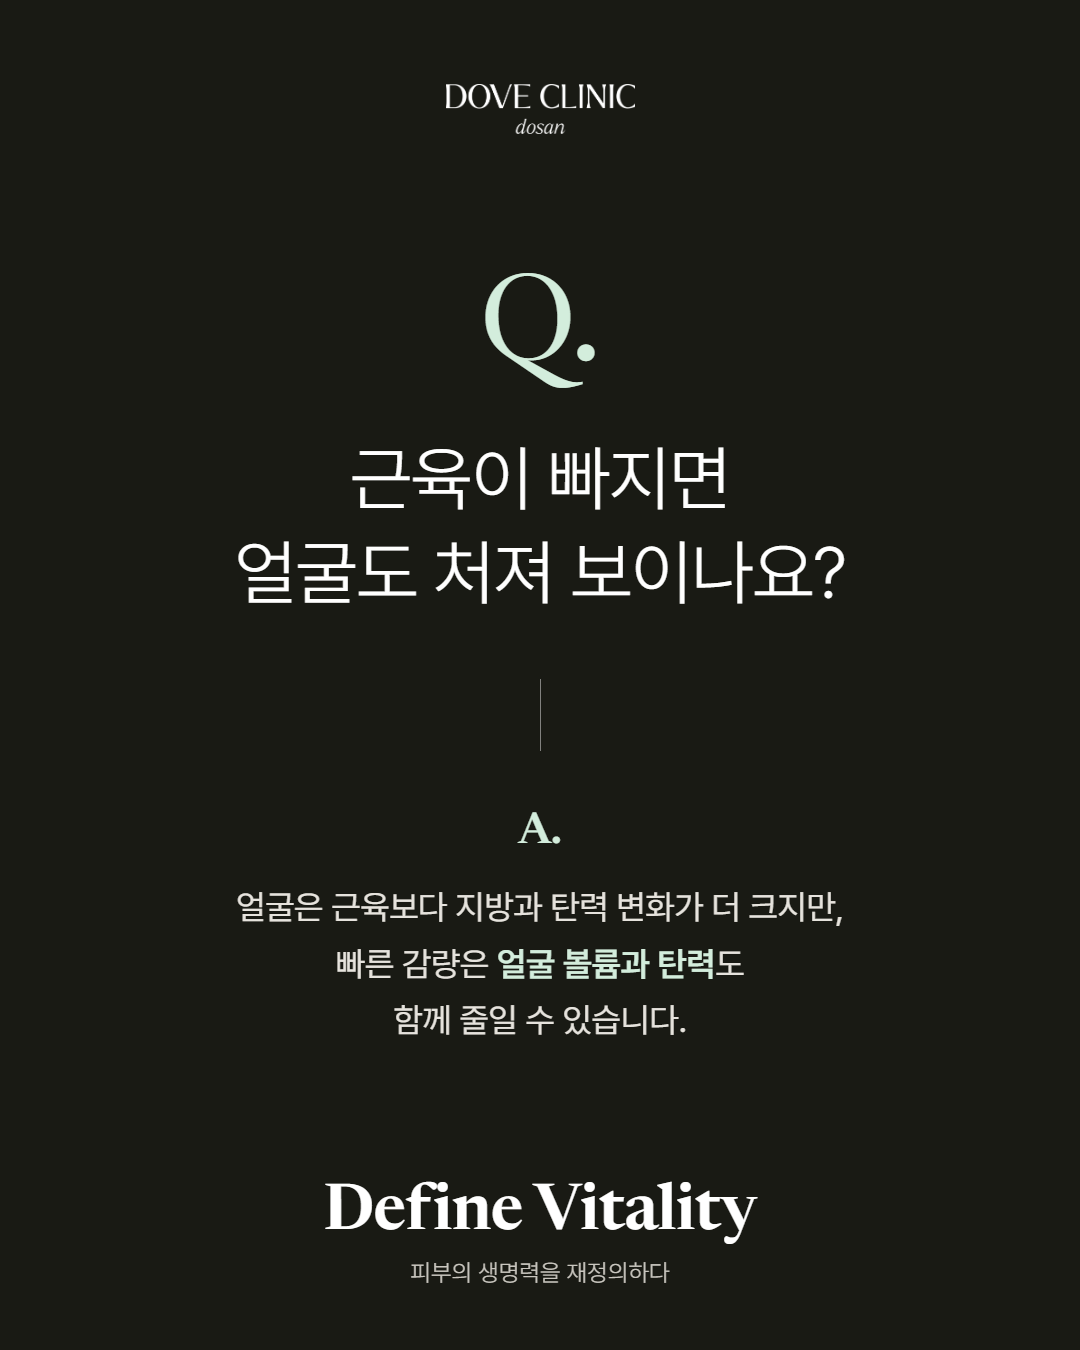 DOVE CLINIC
dosan
Q.
근육이 빠지면
얼굴도 처져 보이나요?
A.
얼굴은 근육보다 지방과 탄력 변화가 더 크지만,
빠른 감량은 얼굴 볼륨과 탄력도
함께 줄일 수 있습니다.
Define Vitality
피부의 생명력을 재정의하다